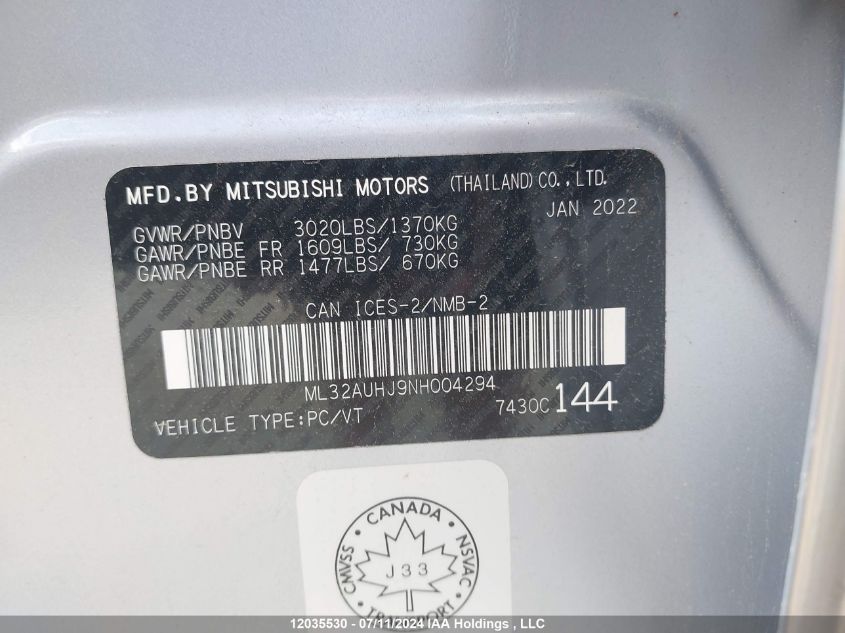 MFD.BY MITSUBISHI MOTORS (THAILAND)CO.,LTD.
JAN 2022
GVWR/PNBV 3020LBS/1370KG
GAWR/PNBE FR 1609LBS/ 730KG
GAWR/PNBE RR 1477LBS/ 670KG
CAN ICES-2/NMB-2
ML32AUHJ9NH004294
VEHICLE TYPE:PC/VT 7430C 144
CANADA
CMVSS
J33
NSVAC
12035530 - 07/11/2024 IAA Holdings , LLC